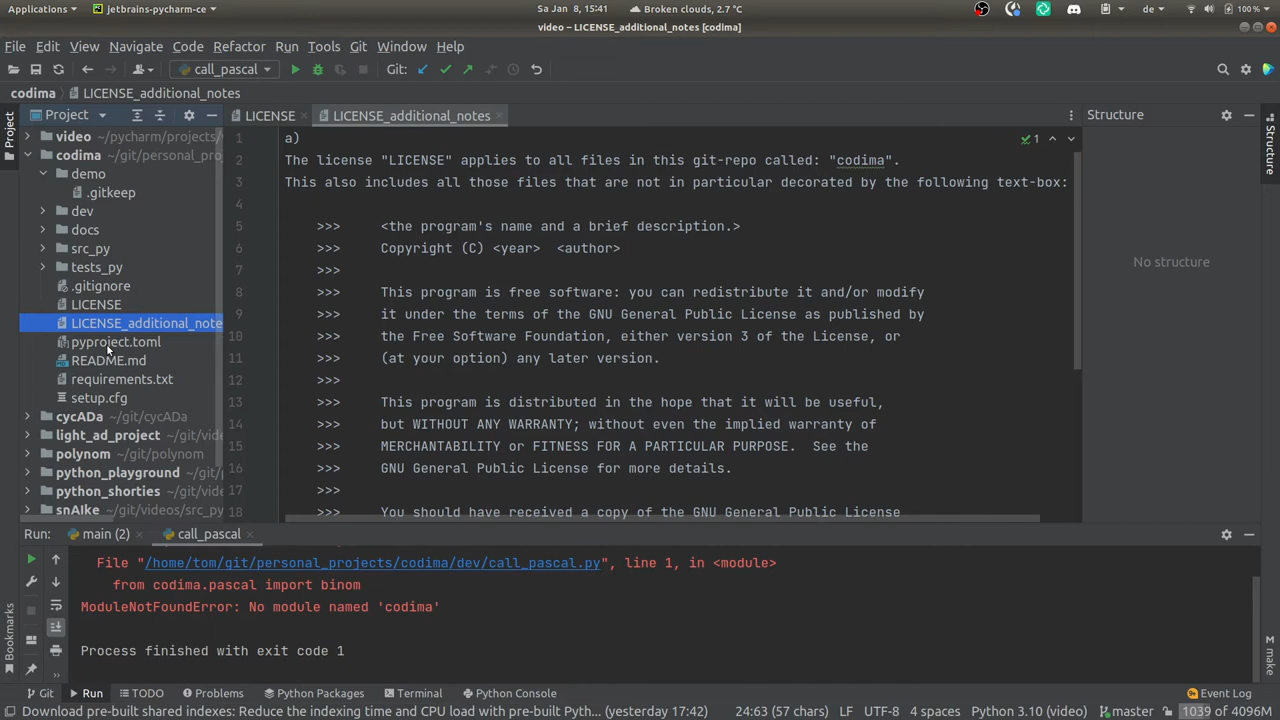 Applications jetbrains-pycharm-ce Sa Jan 8, 15:41 Broken clouds, 2.7 °C de 100 %
video – LICENSE_additional_notes [codima]
File Edit View Navigate Code Refactor Run Tools Git Window Help
call_pascal Git:
codima LICENSE_additional_notes
Project LICENSE LICENSE_additional_notes Structure
video ~/pycharm/projects/
codima ~/git/personal_pro
demo
.gitkeep
dev
docs
src_py
tests_py
.gitignore
LICENSE
LICENSE_additional_note
pyproject.toml
README.md
requirements.txt
setup.cfg
cycADa ~/git/cycADa
light_ad_project ~/git/vide
polynom ~/git/polynom
python_playground ~/git/
python_shorties ~/git/vide
snAIke ~/git/videos/src_py
1 a)
2 The license "LICENSE" applies to all files in this git-repo called: "codima".
3 This also includes all those files that are not in particular decorated by the following text-box:
4
5 >>> <the program's name and a brief description.>
6 >>> Copyright (C) <year> <author>
7 >>>
8 >>> This program is free software: you can redistribute it and/or modify
9 >>> it under the terms of the GNU General Public License as published by
10 >>> the Free Software Foundation, either version 3 of the License, or
11 >>> (at your option) any later version.
12 >>>
13 >>> This program is distributed in the hope that it will be useful,
14 >>> but WITHOUT ANY WARRANTY; without even the implied warranty of
15 >>> MERCHANTABILITY or FITNESS FOR A PARTICULAR PURPOSE. See the
16 >>> GNU General Public License for more details.
17 >>>
18 >>> You should have received a copy of the GNU General Public License
1
No structure
Project
Structure
Bookmarks
make
Run: main (2) call_pascal
File "/home/tom/git/personal_projects/codima/dev/call_pascal.py", line 1, in <module>
from codima.pascal import binom
ModuleNotFoundError: No module named 'codima'
Process finished with exit code 1
Git Run TODO Problems Python Packages Terminal Python Console Event Log
Download pre-built shared indexes: Reduce the indexing time and CPU load with pre-built Pyth... (yesterday 17:42) 24:63 (57 chars) LF UTF-8 4 spaces Python 3.10 (video) master 1039 of 4096M